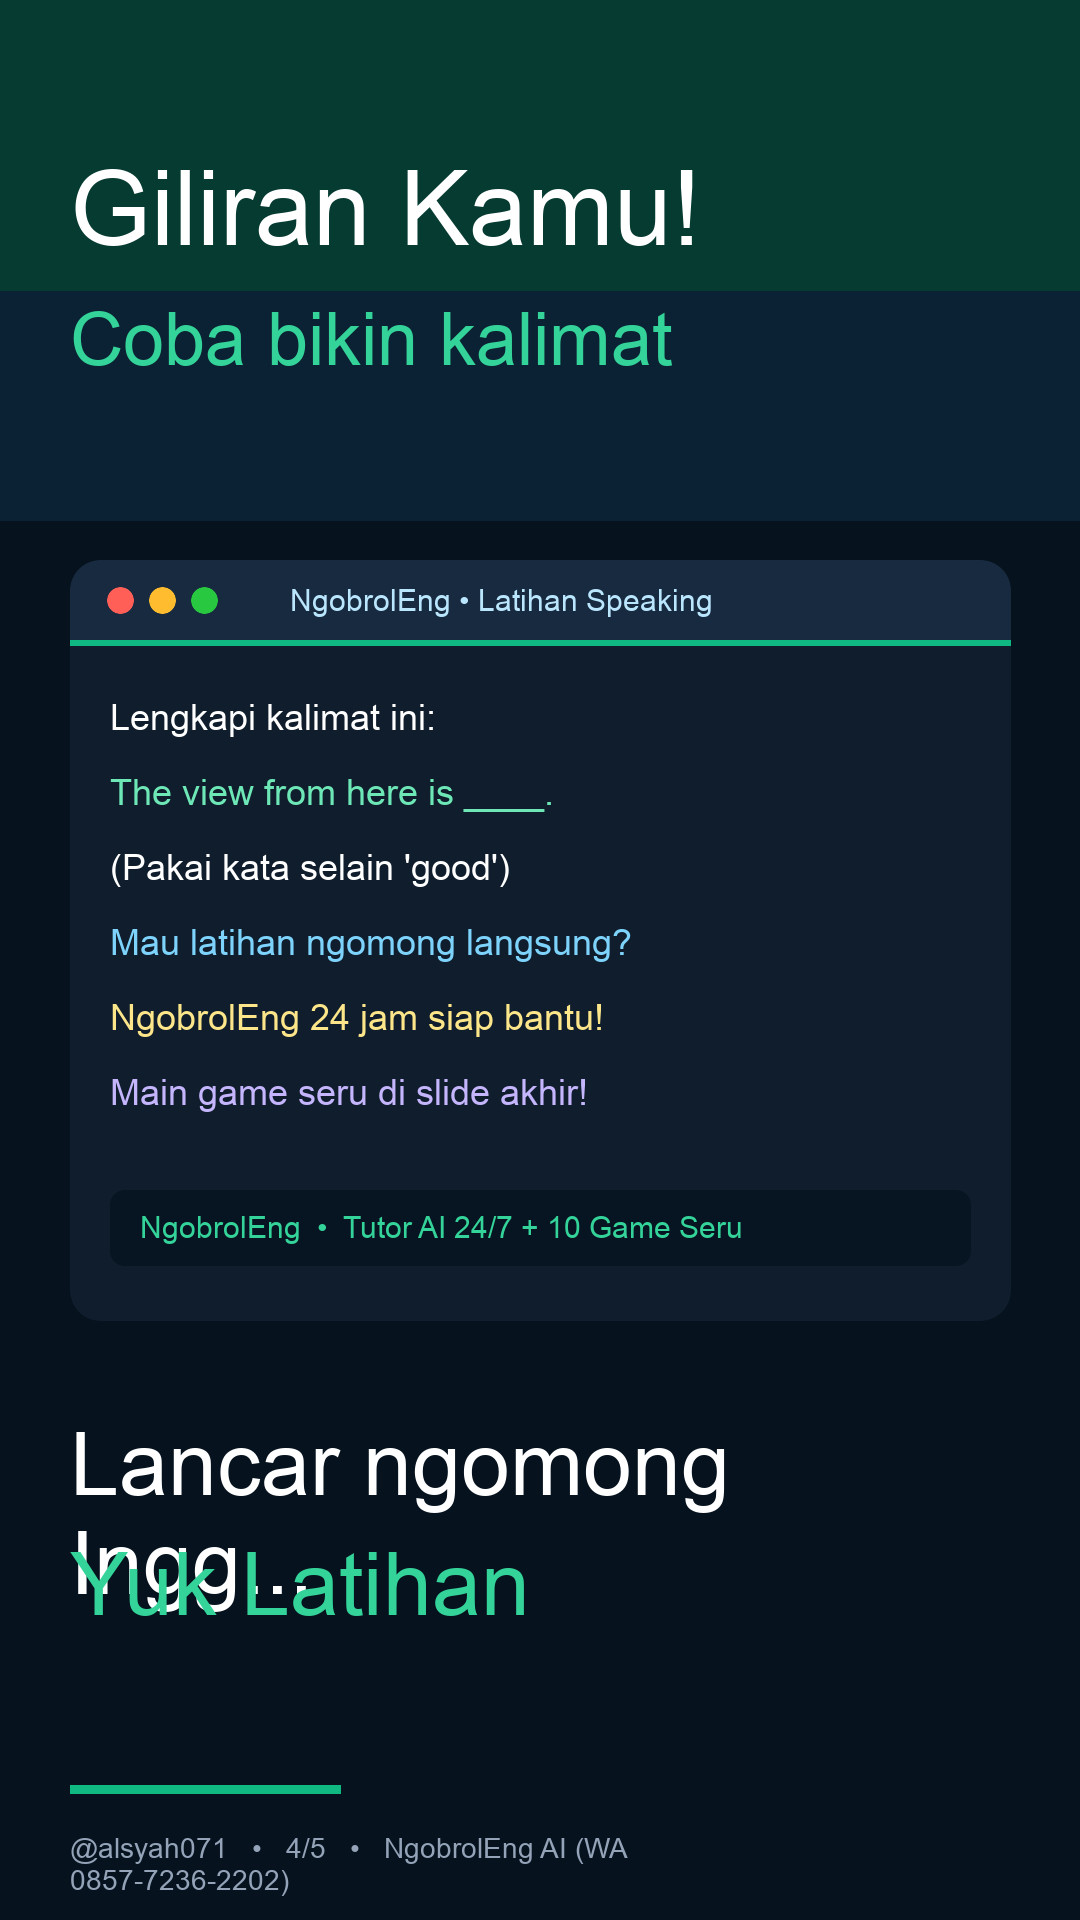 Giliran Kamu!
Coba bikin kalimat
NgobrolEng • Latihan Speaking
Lengkapi kalimat ini:
The view from here is ____.
(Pakai kata selain 'good')
Mau latihan ngomong langsung?
NgobrolEng 24 jam siap bantu!
Main game seru di slide akhir!
NgobrolEng • Tutor AI 24/7 + 10 Game Seru
Lancar ngomong
Ingg...
Yuk Latihan
@alsyah071 • 4/5 • NgobrolEng AI (WA
0857-7236-2202)